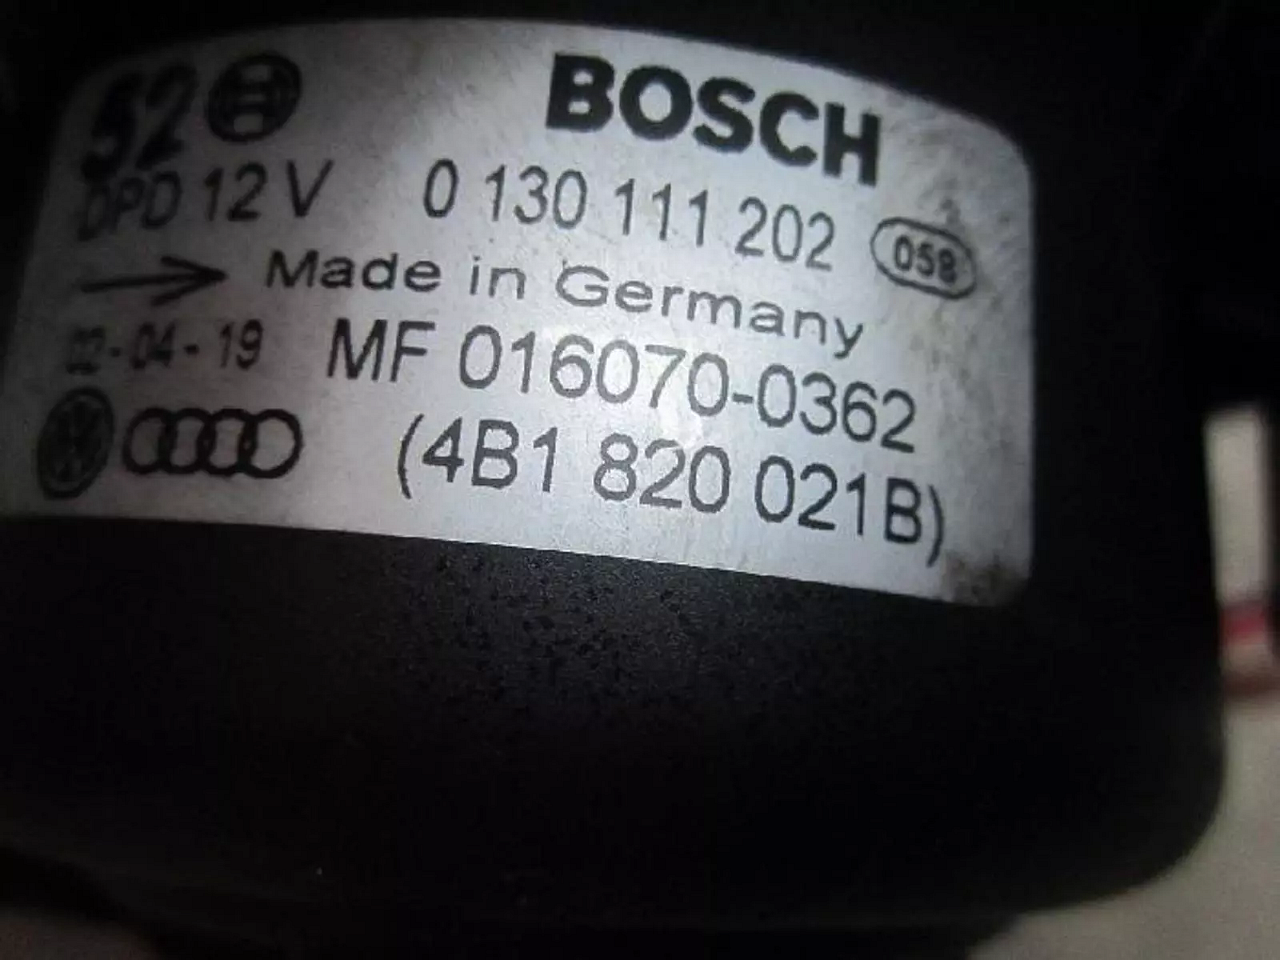 52 BOSCH
DPD 12 V 0 130 111 202 058
Made in Germany
02-04-19 MF 016070-0362
(4B1 820 021B)